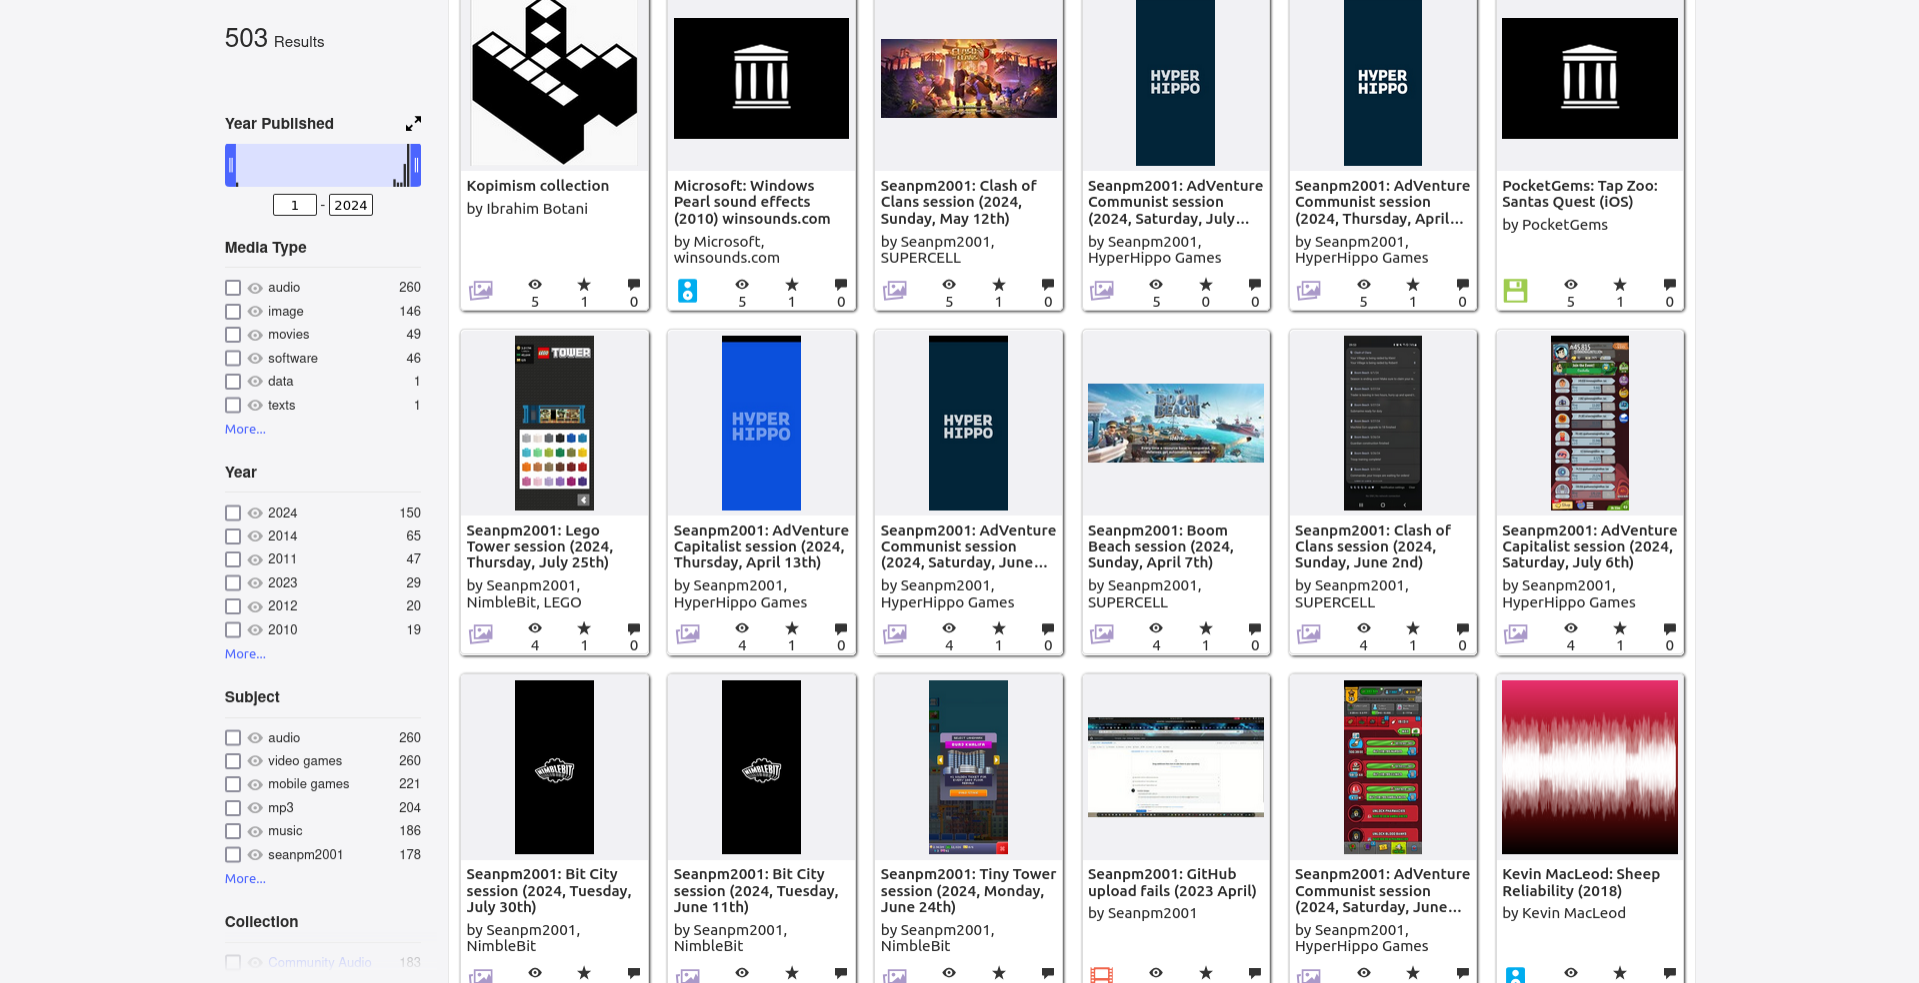 503 Results
Year Published
1 - 2024
Media Type
audio 260
image 146
movies 49
software 46
data 1
texts 1
More...
Year
2024 150
2014 65
2011 47
2023 29
2012 20
2010 19
More...
Subject
audio 260
video games 260
mobile games 221
mp3 204
music 186
seanpm2001 178
More...
Collection
Community Audio 183
Kopimism collection
by Ibrahim Botani
5 1 0
Microsoft: Windows
Pearl sound effects
(2010) winsounds.com
by Microsoft,
winsounds.com
5 1 0
CLASH OF CLANS
Seanpm2001: Clash of
Clans session (2024,
Sunday, May 12th)
by Seanpm2001,
SUPERCELL
5 1 0
HYPER
HIPPO
Seanpm2001: AdVenture
Communist session
(2024, Saturday, July...
by Seanpm2001,
HyperHippo Games
5 0 0
HYPER
HIPPO
Seanpm2001: AdVenture
Communist session
(2024, Thursday, April...
by Seanpm2001,
HyperHippo Games
5 1 0
PocketGems: Tap Zoo:
Santas Quest (iOS)
by PocketGems
5 1 0
LEGO TOWER
Seanpm2001: Lego
Tower session (2024,
Thursday, July 25th)
by Seanpm2001,
NimbleBit, LEGO
4 1 0
HYPER
HIPPO
Seanpm2001: AdVenture
Capitalist session (2024,
Thursday, April 13th)
by Seanpm2001,
HyperHippo Games
4 1 0
HYPER
HIPPO
Seanpm2001: AdVenture
Communist session
(2024, Saturday, June...
by Seanpm2001,
HyperHippo Games
4 1 0
BOOM
BEACH
Seanpm2001: Boom
Beach session (2024,
Sunday, April 7th)
by Seanpm2001,
SUPERCELL
4 1 0
Seanpm2001: Clash of
Clans session (2024,
Sunday, June 2nd)
by Seanpm2001,
SUPERCELL
4 1 0
Seanpm2001: AdVenture
Capitalist session (2024,
Saturday, July 6th)
by Seanpm2001,
HyperHippo Games
4 1 0
NIMBLEBIT
Seanpm2001: Bit City
session (2024, Tuesday,
July 30th)
by Seanpm2001,
NimbleBit
NIMBLEBIT
Seanpm2001: Bit City
session (2024, Tuesday,
June 11th)
by Seanpm2001,
NimbleBit
Seanpm2001: Tiny Tower
session (2024, Monday,
June 24th)
by Seanpm2001,
NimbleBit
Seanpm2001: GitHub
upload fails (2023 April)
by Seanpm2001
Seanpm2001: AdVenture
Communist session
(2024, Saturday, June...
by Seanpm2001,
HyperHippo Games
Kevin MacLeod: Sheep
Reliability (2018)
by Kevin MacLeod